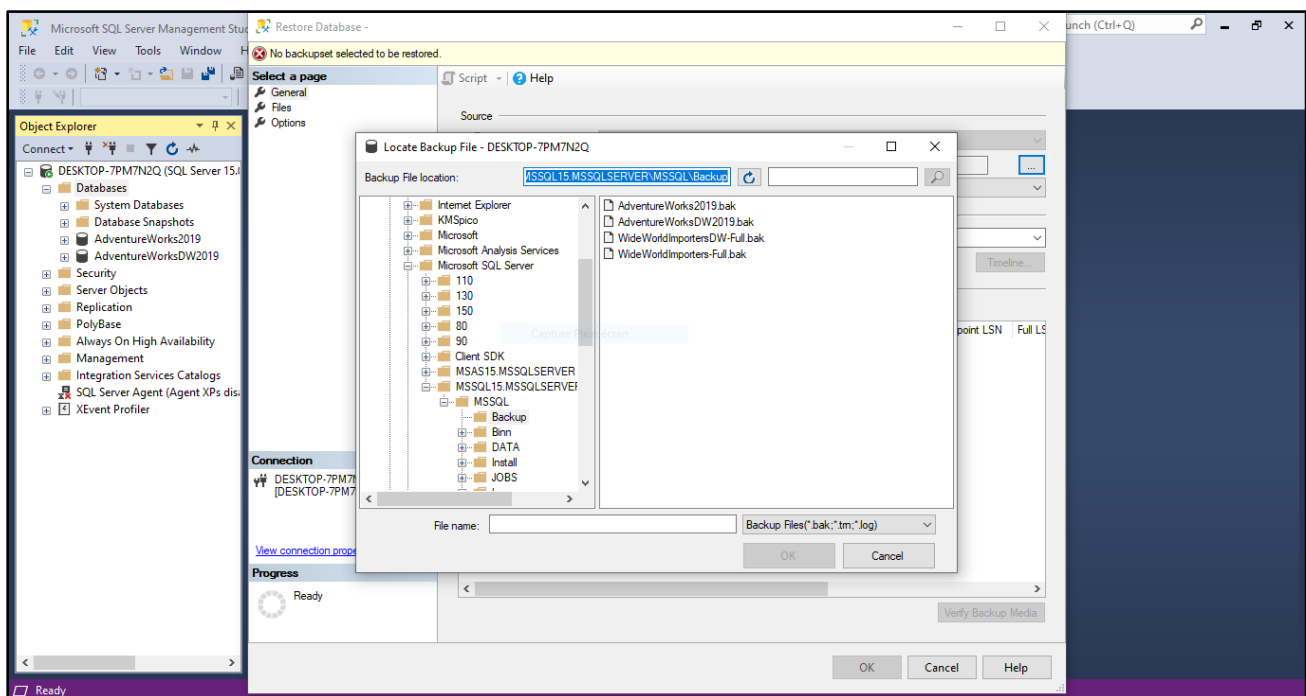 Microsoft SQL Server Management Stu
Restore Database -
unch (Ctrl+Q)
File Edit View Tools Window H
No backupset selected to be restored.
Select a page
Script
Help
General
Files
Options
Source
Object Explorer
Connect
DESKTOP-7PM7N2Q (SQL Server 15.0
Databases
System Databases
Database Snapshots
AdventureWorks2019
AdventureWorksDW2019
Security
Server Objects
Replication
PolyBase
Always On High Availability
Management
Integration Services Catalogs
SQL Server Agent (Agent XPs disa
XEvent Profiler
Locate Backup File - DESKTOP-7PM7N2Q
...
Backup File location:
MSSQL15.MSSQLSERVER\MSSQL\Backup
Internet Explorer
KMSpico
Microsoft
Microsoft Analysis Services
Microsoft SQL Server
110
130
150
80
90
Client SDK
MSAS15.MSSQLSERVER
MSSQL15.MSSQLSERVER
MSSQL
Backup
Binn
DATA
Install
JOBS
AdventureWorks2019.bak
AdventureWorksDW2019.bak
WideWorldImportersDW-Full.bak
WideWorldImporters-Full.bak
Capture Plein écran
File name:
Backup Files(*.bak;*.trn;*.log)
OK
Cancel
Timeline...
point LSN
Full LS
Connection
DESKTOP-7PM7N
[DESKTOP-7PM7
View connection prope
Progress
Ready
Verify Backup Media
OK
Cancel
Help
Ready